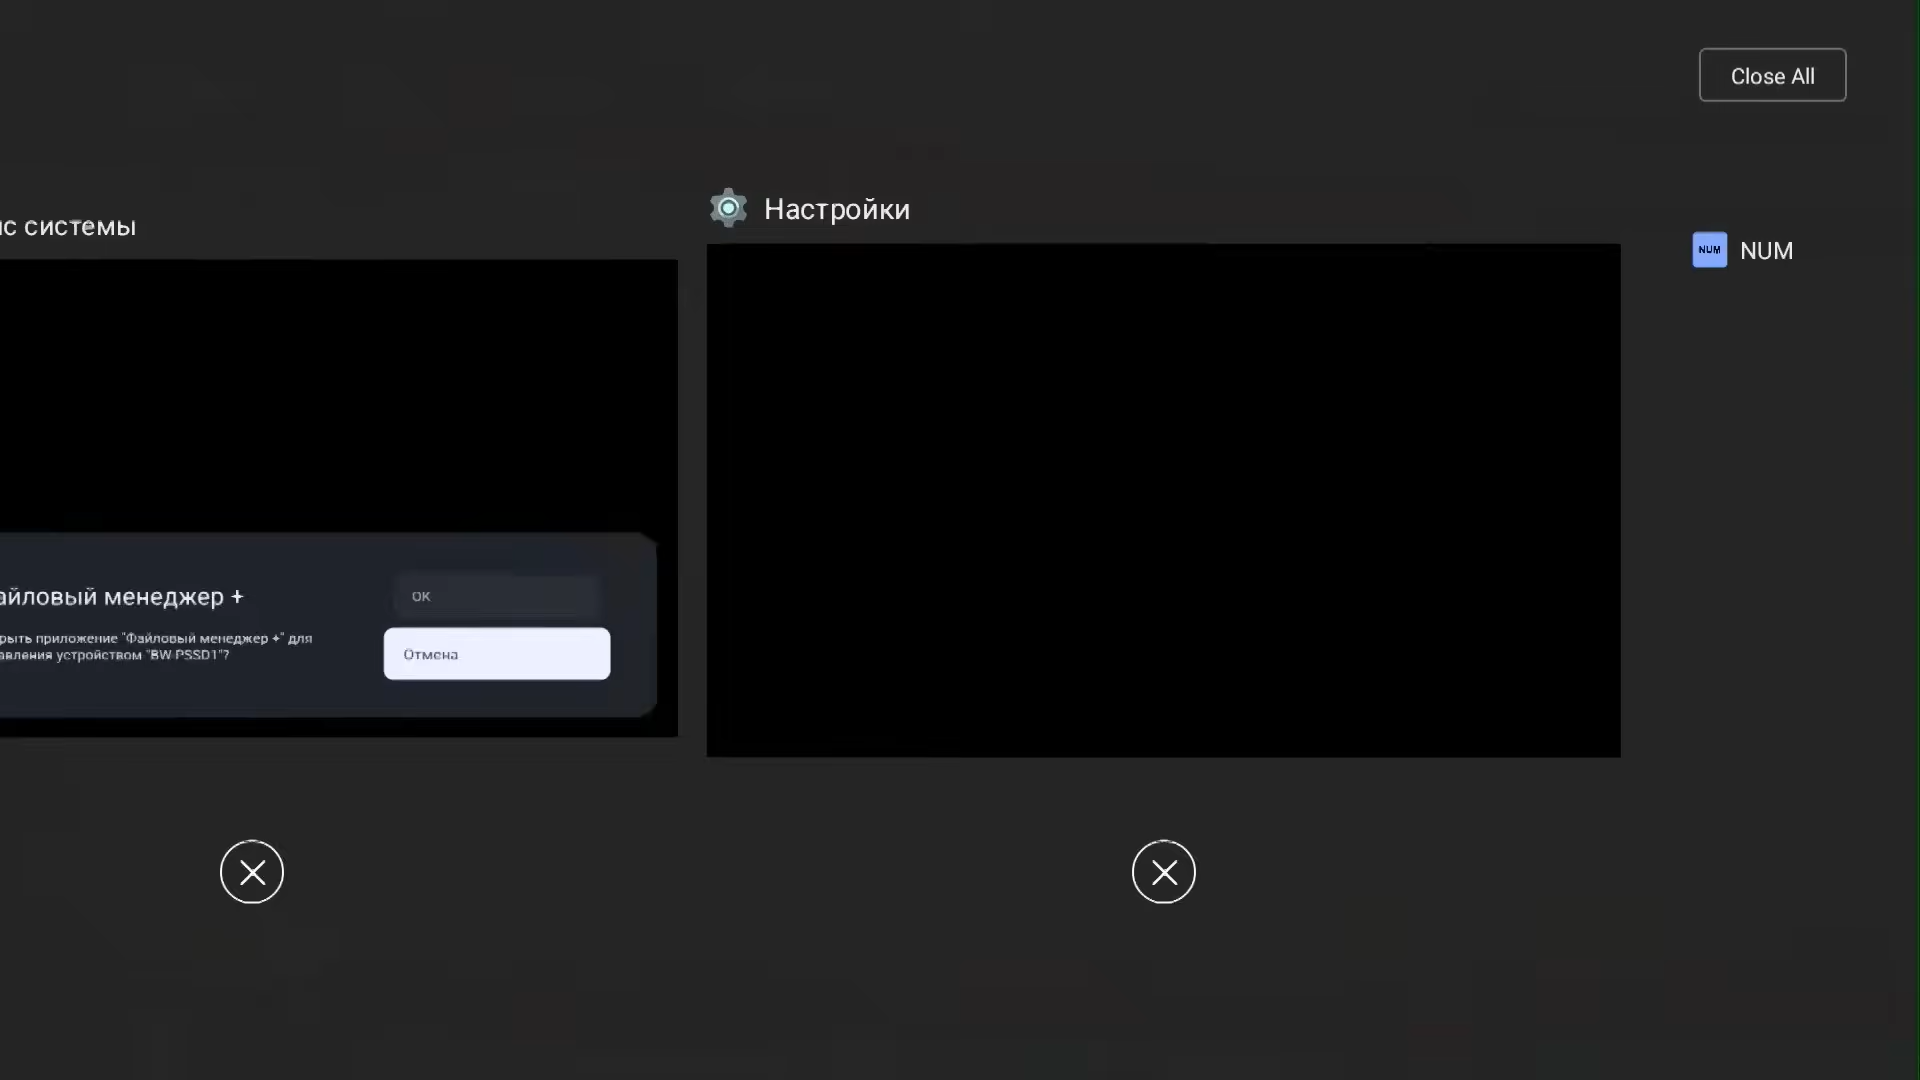 Close All
ис системы
Настройки
NUM
NUM
айловый менеджер +
рыть приложение "Файловый менеджер +" для
авления устройством "BW PSSD1"?
ОК
Отмена